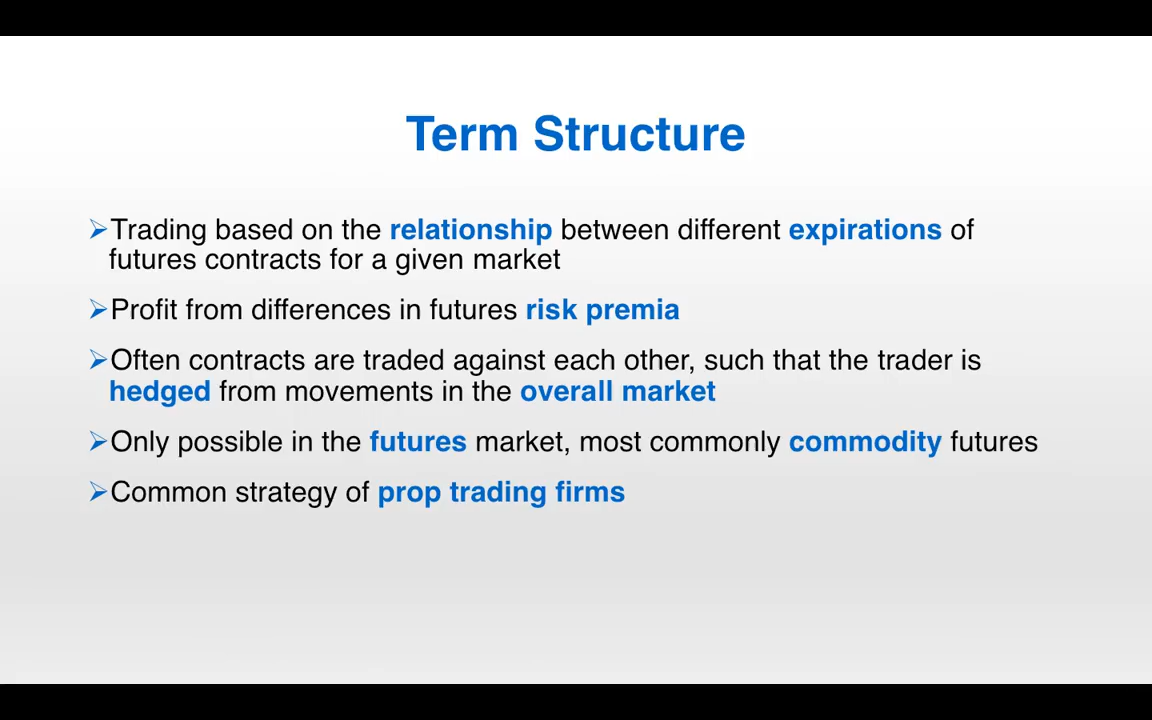 Term Structure
➢Trading based on the relationship between different expirations of
futures contracts for a given market
➢Profit from differences in futures risk premia
➢Often contracts are traded against each other, such that the trader is
hedged from movements in the overall market
➢Only possible in the futures market, most commonly commodity futures
➢Common strategy of prop trading firms